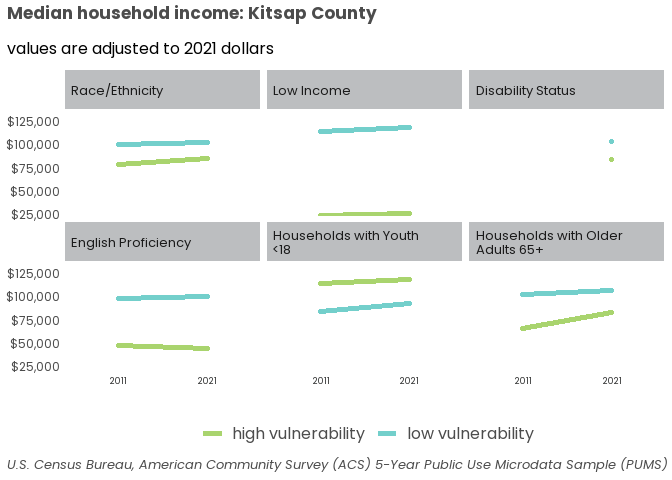 Median household income: Kitsap County
values are adjusted to 2021 dollars
Race/Ethnicity
Low Income
Disability Status
$125,000
$100,000
$75,000
$50,000
$25,000
English Proficiency
Households with Youth
<18
Households with Older
Adults 65+
$125,000
$100,000
$75,000
$50,000
$25,000
2011
2021
2011
2021
2011
2021
high vulnerability
low vulnerability
U.S. Census Bureau, American Community Survey (ACS) 5-Year Public Use Microdata Sample (PUMS)